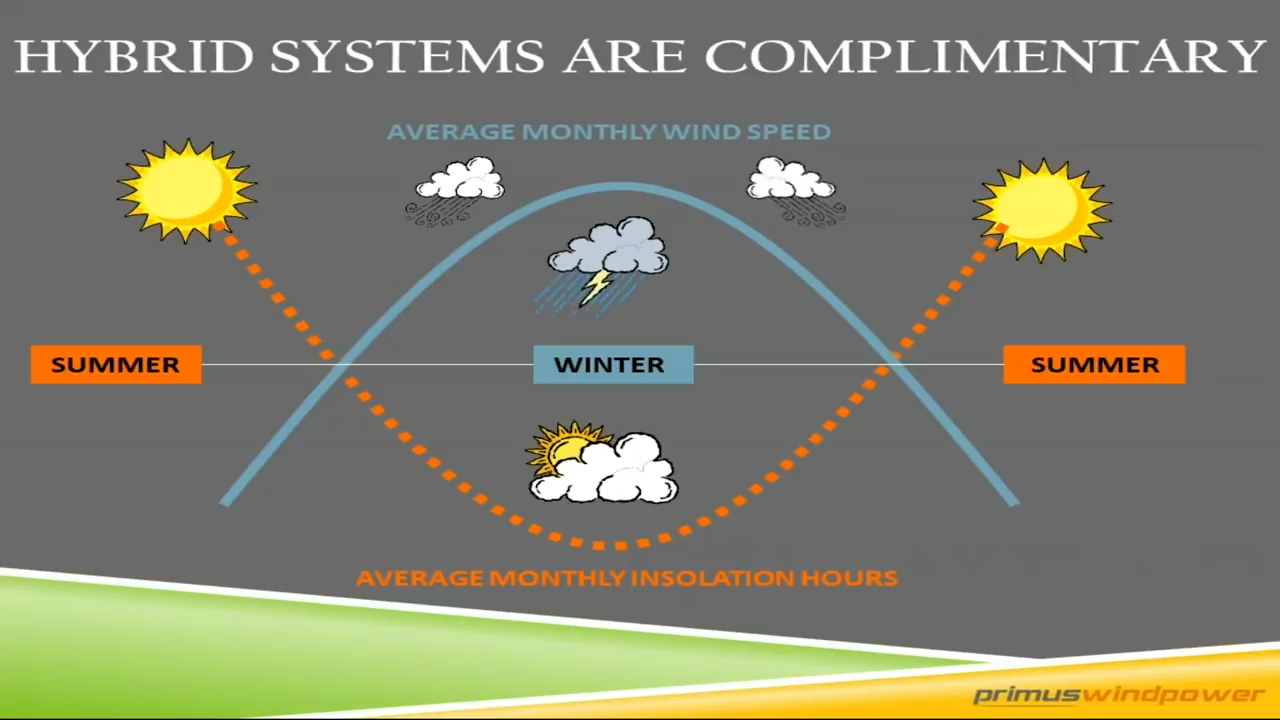 HYBRID SYSTEMS ARE COMPLIMENTARY
AVERAGE MONTHLY WIND SPEED
SUMMER
WINTER
SUMMER
AVERAGE MONTHLY INSOLATION HOURS
primuswindpower